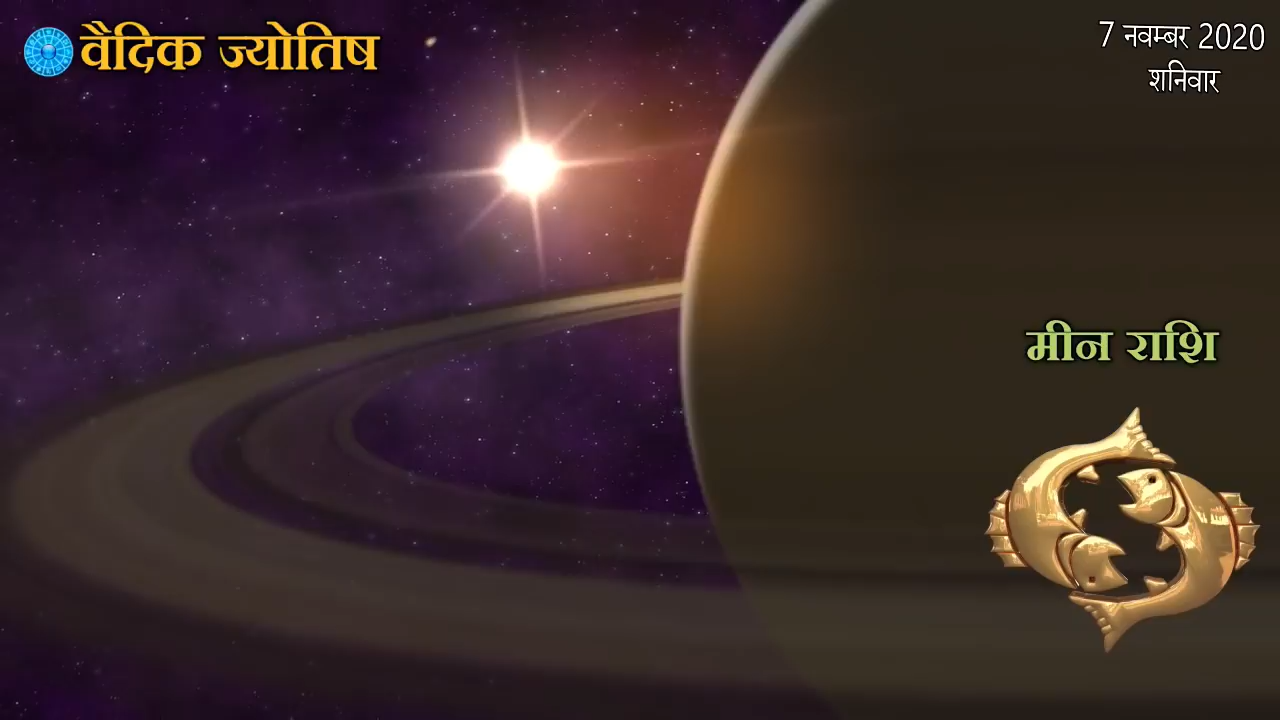 वैदिक ज्योतिष
7 नवम्बर 2020
शनिवार
मीन राशि